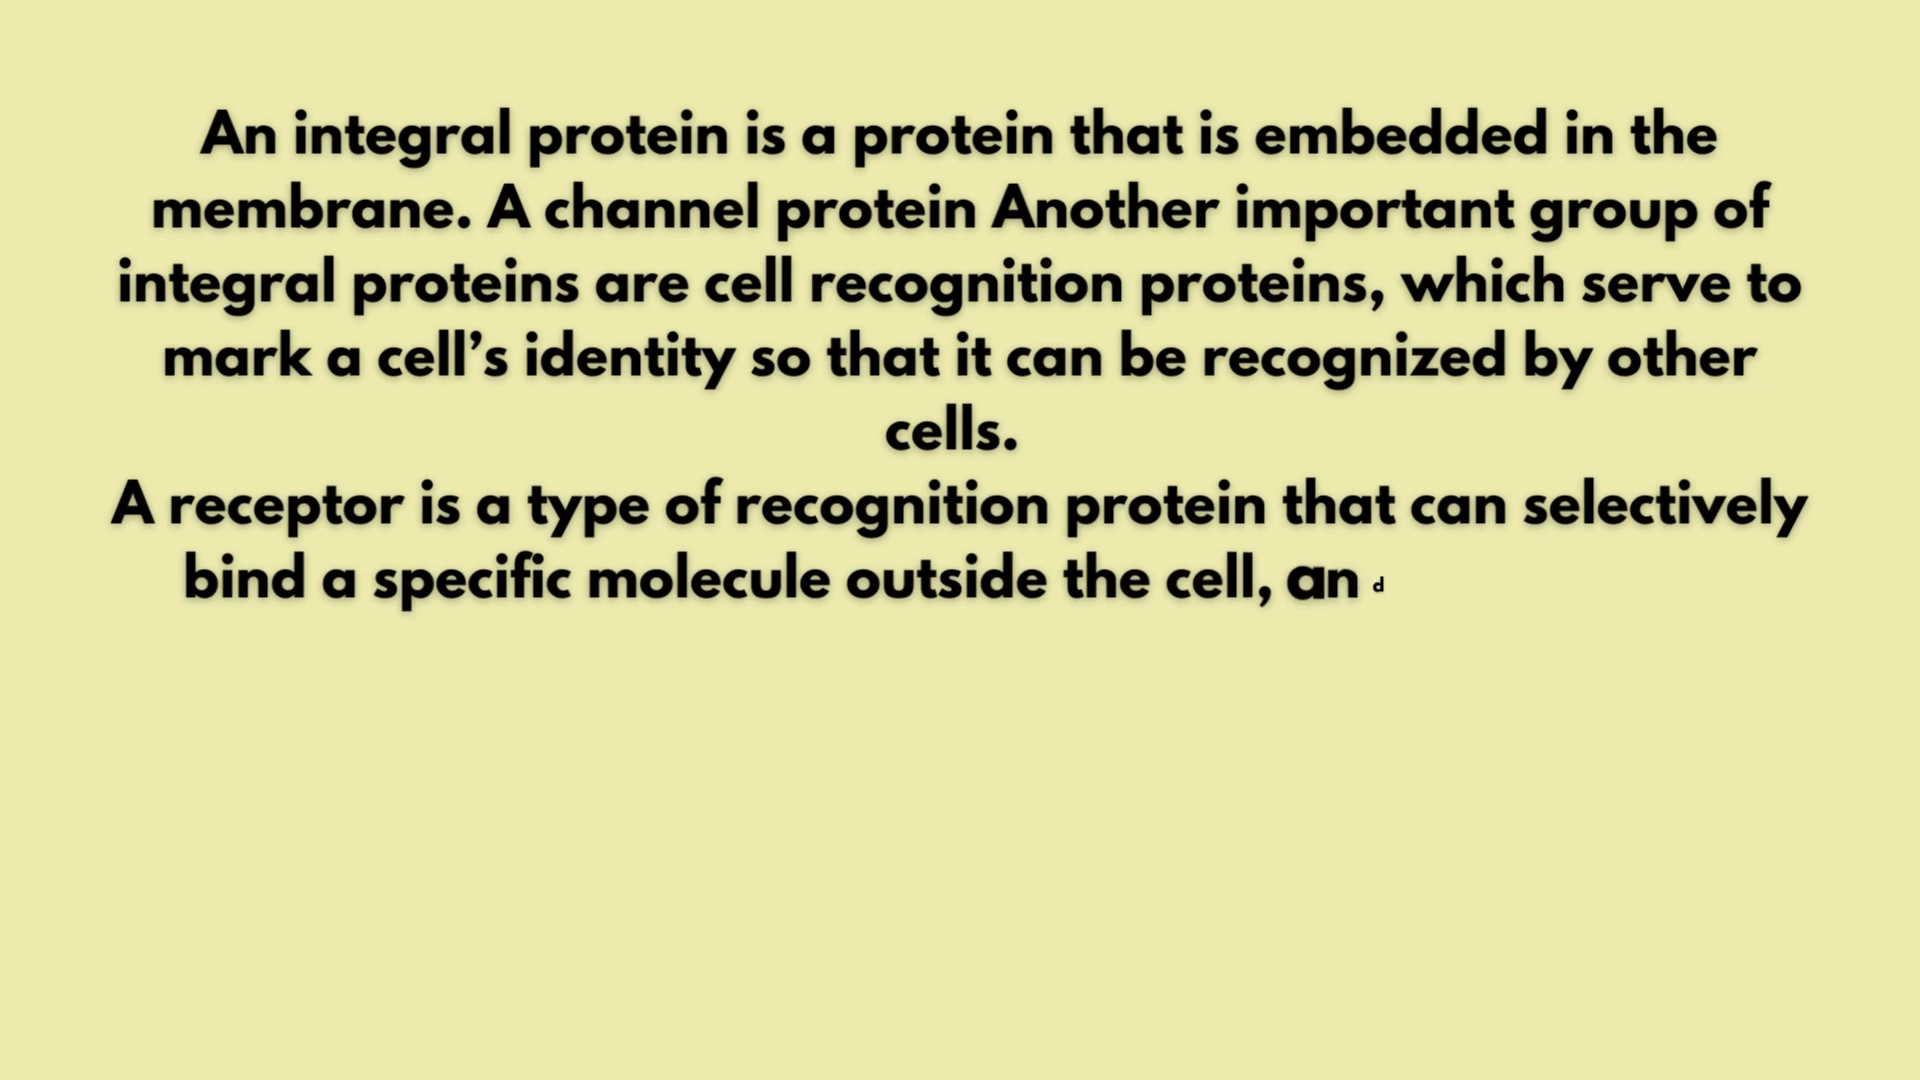 An integral protein is a protein that is embedded in the
membrane. A channel protein Another important group of
integral proteins are cell recognition proteins, which serve to
mark a cell’s identity so that it can be recognized by other
cells.
A receptor is a type of recognition protein that can selectively
bind a specific molecule outside the cell, an d